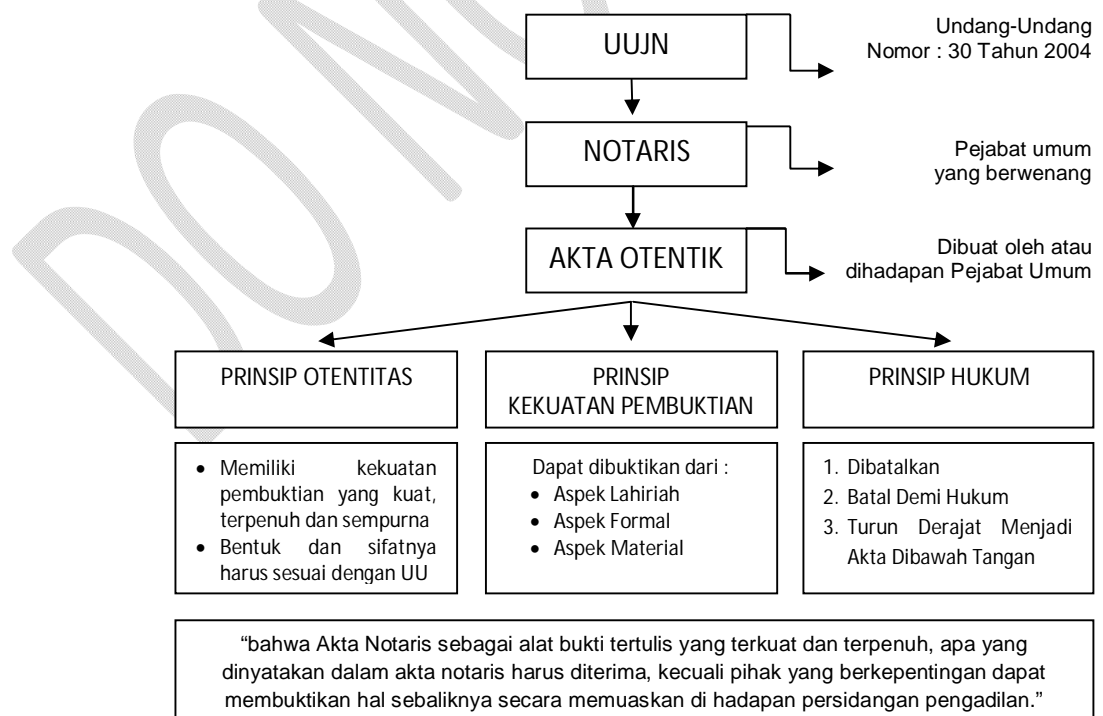 UUJN
Undang-Undang
Nomor : 30 Tahun 2004
NOTARIS
Pejabat umum
yang berwenang
AKTA OTENTIK
Dibuat oleh atau
dihadapan Pejabat Umum
PRINSIP OTENTITAS
PRINSIP
KEKUATAN PEMBUKTIAN
PRINSIP HUKUM
• Memiliki kekuatan
pembuktian yang kuat,
terpenuh dan sempurna
• Bentuk dan sifatnya
harus sesuai dengan UU
Dapat dibuktikan dari :
• Aspek Lahiriah
• Aspek Formal
• Aspek Material
1. Dibatalkan
2. Batal Demi Hukum
3. Turun Derajat Menjadi
Akta Dibawah Tangan
“bahwa Akta Notaris sebagai alat bukti tertulis yang terkuat dan terpenuh, apa yang
dinyatakan dalam akta notaris harus diterima, kecuali pihak yang berkepentingan dapat
membuktikan hal sebaliknya secara memuaskan di hadapan persidangan pengadilan.”
DO NO